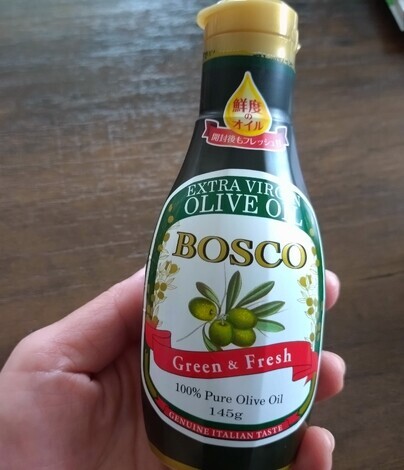 鮮度
の
オイル
開封後もフレッシュ!!
EXTRA VIRGIN
OLIVE OIL
BOSCO
Green & Fresh
100% Pure Olive Oil
145g
GENUINE ITALIAN TASTE